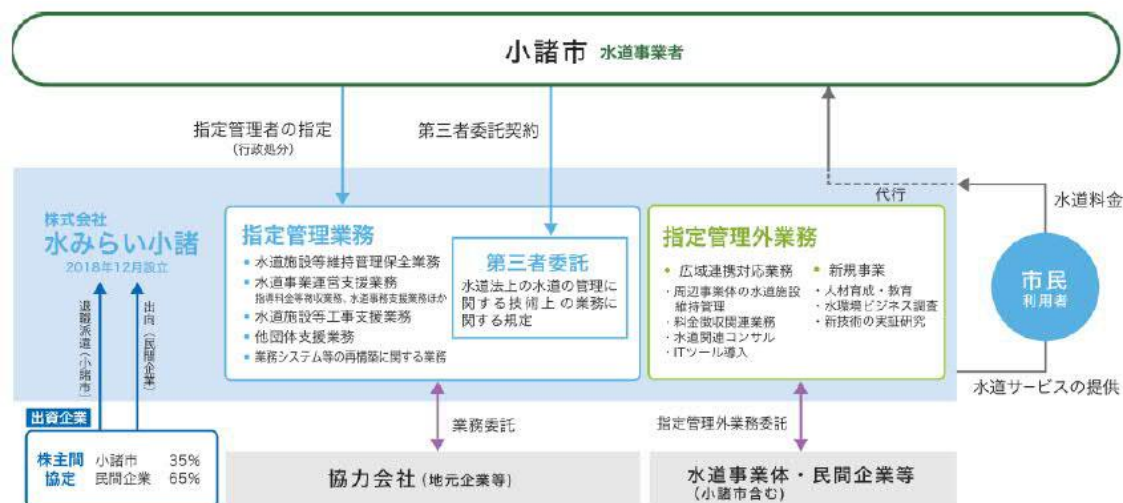 小諸市 水道事業者
指定管理者の指定
(行政処分)
第三者委託契約
代行
水道料金
株式会社
水みらい小諸
2018年12月設立
退職派遣(小諸市)
出向(民間企業)
指定管理業務
• 水道施設等維持管理保全業務
• 水道事業運営支援業務
指導料金等徴収業務、水道事務支援業務ほか
• 水道施設等工事支援業務
• 他団体支援業務
• 業務システム等の再構築に関する業務
第三者委託
水道法上の水道の管理に
関する技術上の業務に
関する規定
指定管理外業務
• 広域連携対応業務
・周辺事業体の水道施設
維持管理
・料金徴収関連業務
・水道関連コンサル
・ITツール導入
• 新規事業
・人材育成・教育
・水環境ビジネス調査
・新技術の実証研究
市民
利用者
水道サービスの提供
出資企業
株主間 小諸市 35%
協定 民間企業 65%
業務委託
指定管理外業務委託
協力会社(地元企業等)
水道事業体・民間企業等
(小諸市含む)